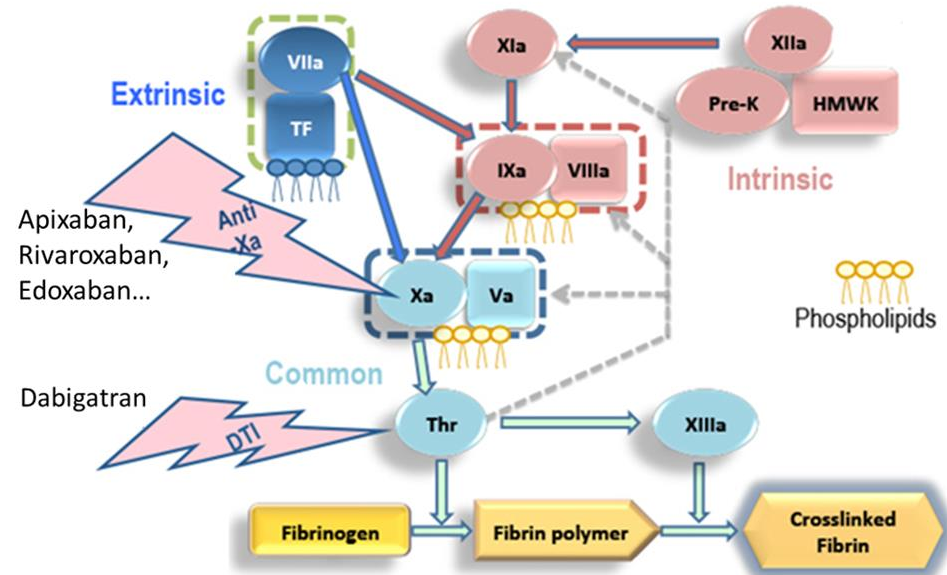 VIIa
XIa
XIIa
Extrinsic
TF
Pre-K
HMWK
IXa
VIIIa
Intrinsic
Apixaban,
Rivaroxaban,
Edoxaban...
Anti
-Xa
Xa
Va
Phospholipids
Common
Dabigatran
DTI
Thr
XIIIa
Fibrinogen
Fibrin polymer
Crosslinked
Fibrin